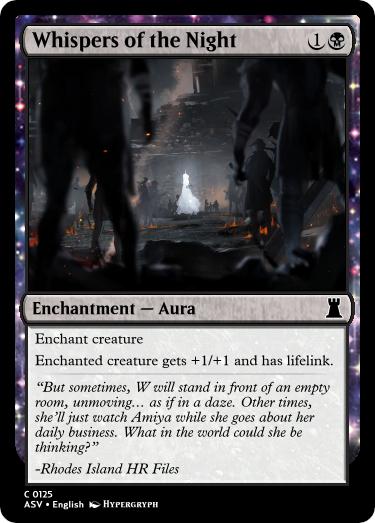 Whispers of the Night 1
Enchantment — Aura
Enchant creature
Enchanted creature gets +1/+1 and has lifelink.
“But sometimes, W will stand in front of an empty
room, unmoving… as if in a daze. Other times,
she’ll just watch Amiya while she goes about her
daily business. What in the world could she be
thinking?”
-Rhodes Island HR Files
C 0125
ASV • English HYPERGRYPH